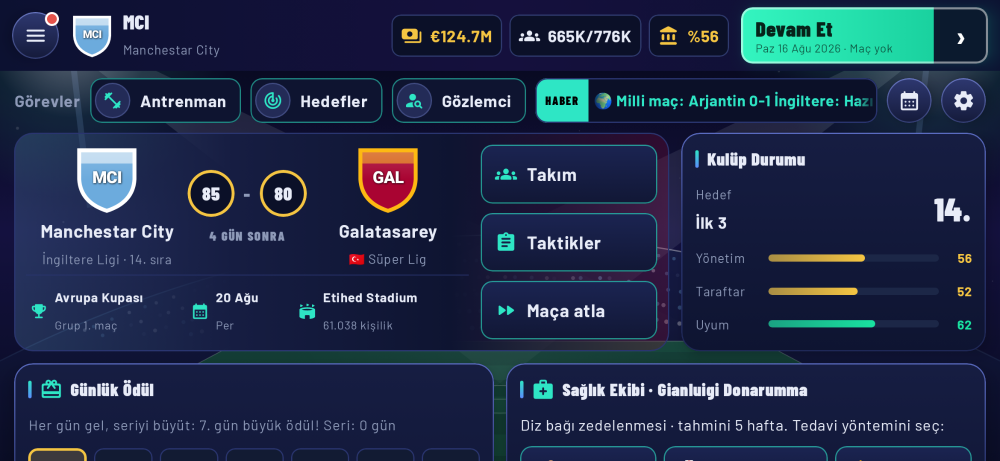 MCI
MCI
Manchestar City
€124.7M
665K/776K
%56
Devam Et
Paz 16 Ağu 2026 · Maç yok
Görevler
Antrenman
Hedefler
Gözlemci
HABER
Milli maç: Arjantin 0-1 İngiltere: Hazı
MCI
85 - 80
GAL
4 GÜN SONRA
Manchestar City
Galatasarey
İngiltere Ligi · 14. sıra
Süper Lig
Avrupa Kupası
Grup 1. maç
20 Ağu
Per
Etihed Stadium
61.038 kişilik
Takım
Taktikler
Maça atla
Kulüp Durumu
Hedef
İlk 3
14.
Yönetim 56
Taraftar 52
Uyum 62
Günlük Ödül
Her gün gel, seriyi büyüt: 7. gün büyük ödül! Seri: 0 gün
Sağlık Ekibi · Gianluigi Donarumma
Diz bağı zedelenmesi · tahmini 5 hafta. Tedavi yöntemini seç: